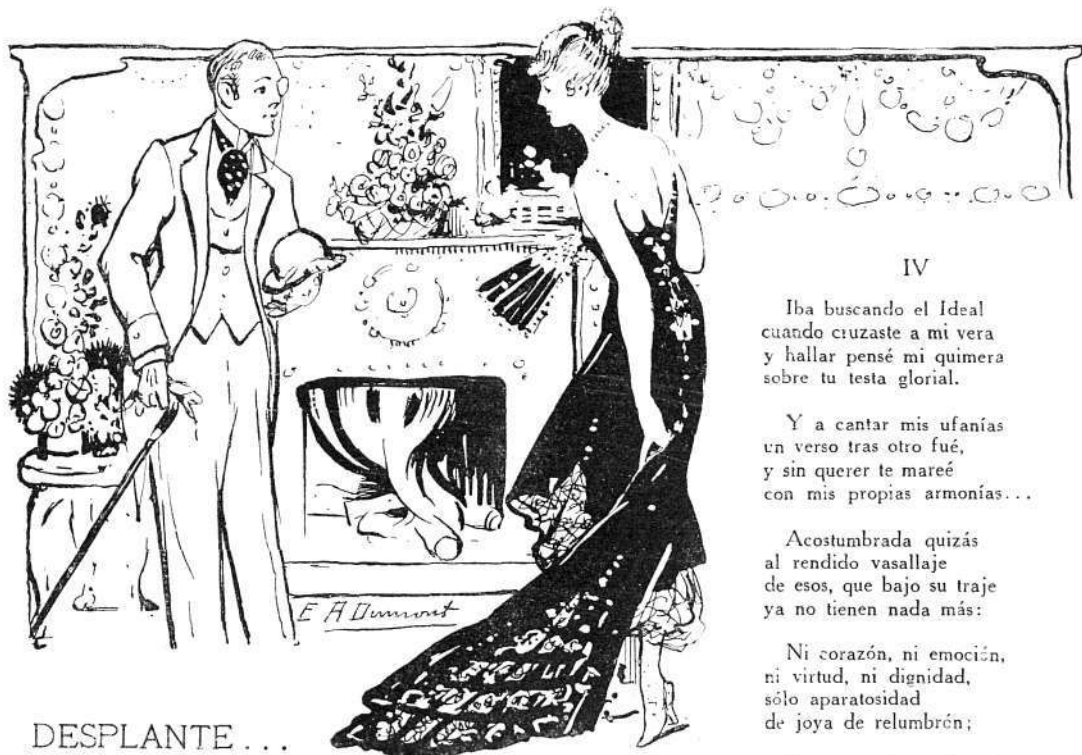 E A Dumont
DESPLANTE...
IV
Iba buscando el Ideal
cuando cruzaste a mi vera
y hallar pensé mi quimera
sobre tu testa glorial.
Y a cantar mis ufanías
un verso tras otro fué,
y sin querer te mareé
con mis propias armonías...
Acostumbrada quizás
al rendido vasallaje
de esos, que bajo su traje
ya no tienen nada más:
Ni corazón, ni emoción,
ni virtud, ni dignidad,
sólo aparatosidad
de joya de relumbrón;